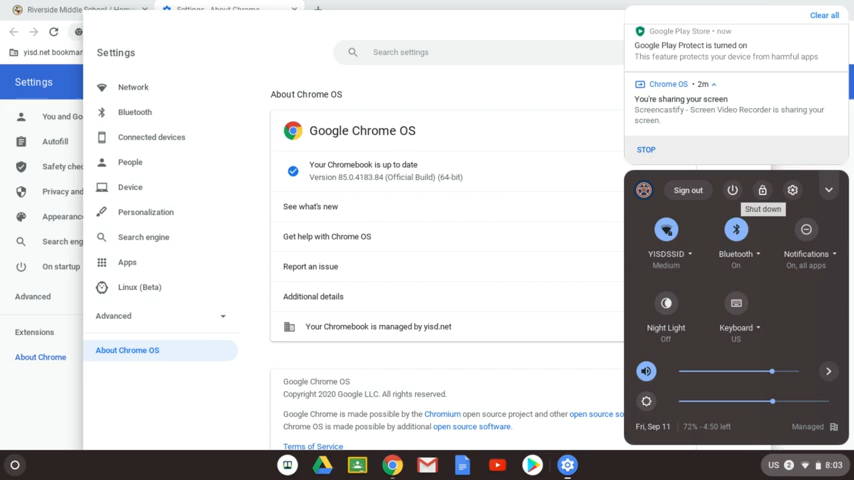 Riverside Middle School / Hom
Settings - About Chrome
yisd.net bookmar
Settings
You and Go
Autofill
Safety chec
Privacy and
Appearanc
Search eng
On startup
Advanced
Extensions
About Chrome
Settings
Search settings
Network
Bluetooth
Connected devices
People
Device
Personalization
Search engine
Apps
Linux (Beta)
Advanced
About Chrome OS
About Chrome OS
Google Chrome OS
Your Chromebook is up to date
Version 85.0.4183.84 (Official Build) (64-bit)
See what's new
Get help with Chrome OS
Report an issue
Additional details
Your Chromebook is managed by yisd.net
Google Chrome OS
Copyright 2020 Google LLC. All rights reserved.
Google Chrome is made possible by the Chromium open source project and other open source so
Chrome OS is made possible by additional open source software.
Terms of Service
Clear all
Google Play Store • now
Google Play Protect is turned on
This feature protects your device from harmful apps
Chrome OS • 2m
You're sharing your screen
Screencastify - Screen Video Recorder is sharing your
screen.
STOP
Sign out
Shut down
YISDSSID
Medium
Bluetooth
On
Notifications
On, all apps
Night Light
Off
Keyboard
US
Fri, Sep 11
72% - 4:50 left
Managed
US 2 8:03